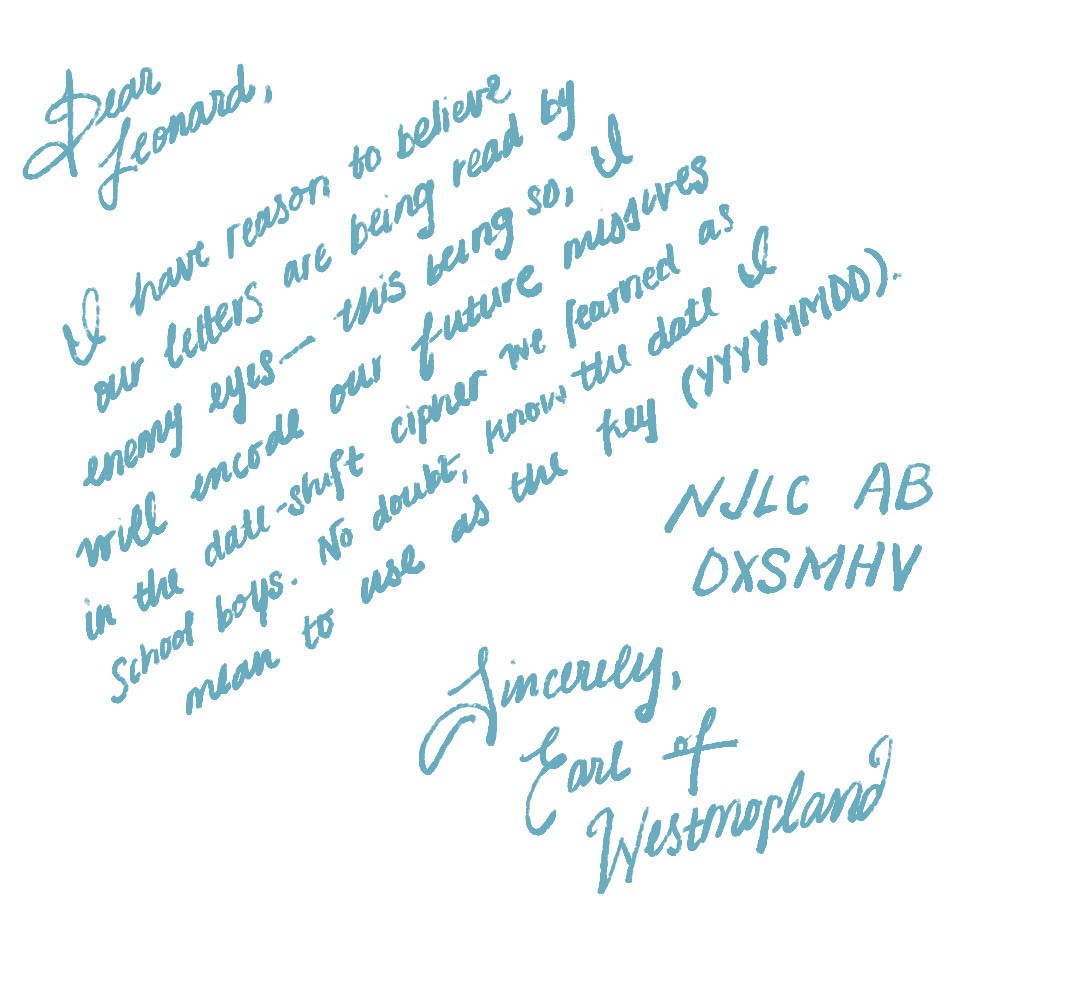 Dear
Leonard,
I have reason to believe
our letters are being read by
enemy eyes— this being so, I
will encode our future missives
in the date-shift cipher we learned as
school boys. No doubt, know the date I
mean to use as the key (YYYYMMDD).
NJLC AB
OXSMHV
Sincerely,
Earl of
Westmorland